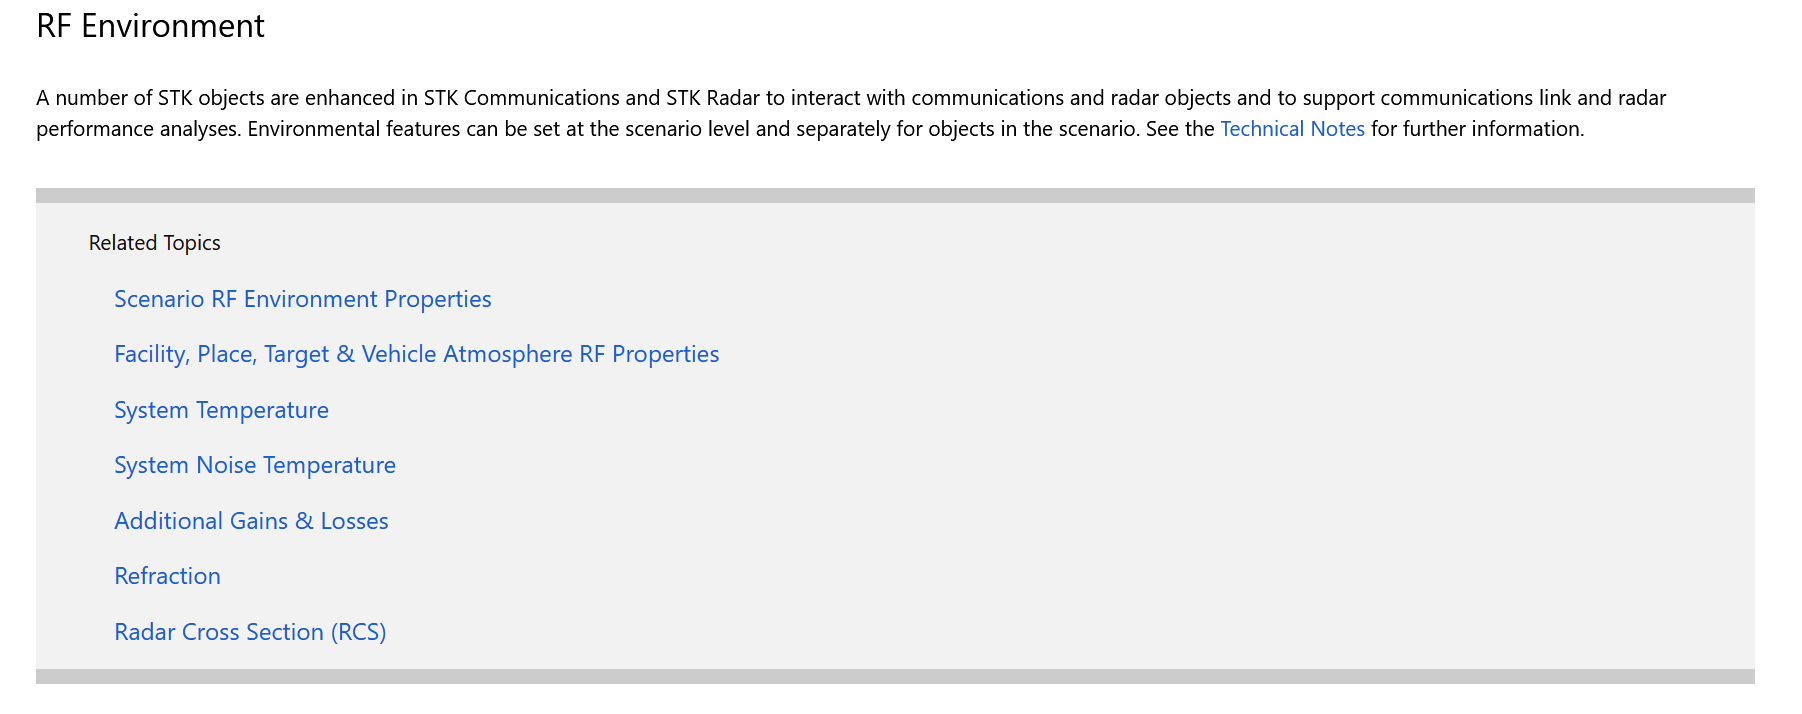 RF Environment
A number of STK objects are enhanced in STK Communications and STK Radar to interact with communications and radar objects and to support communications link and radar
performance analyses. Environmental features can be set at the scenario level and separately for objects in the scenario. See the Technical Notes for further information.
Related Topics
Scenario RF Environment Properties
Facility, Place, Target & Vehicle Atmosphere RF Properties
System Temperature
System Noise Temperature
Additional Gains & Losses
Refraction
Radar Cross Section (RCS)